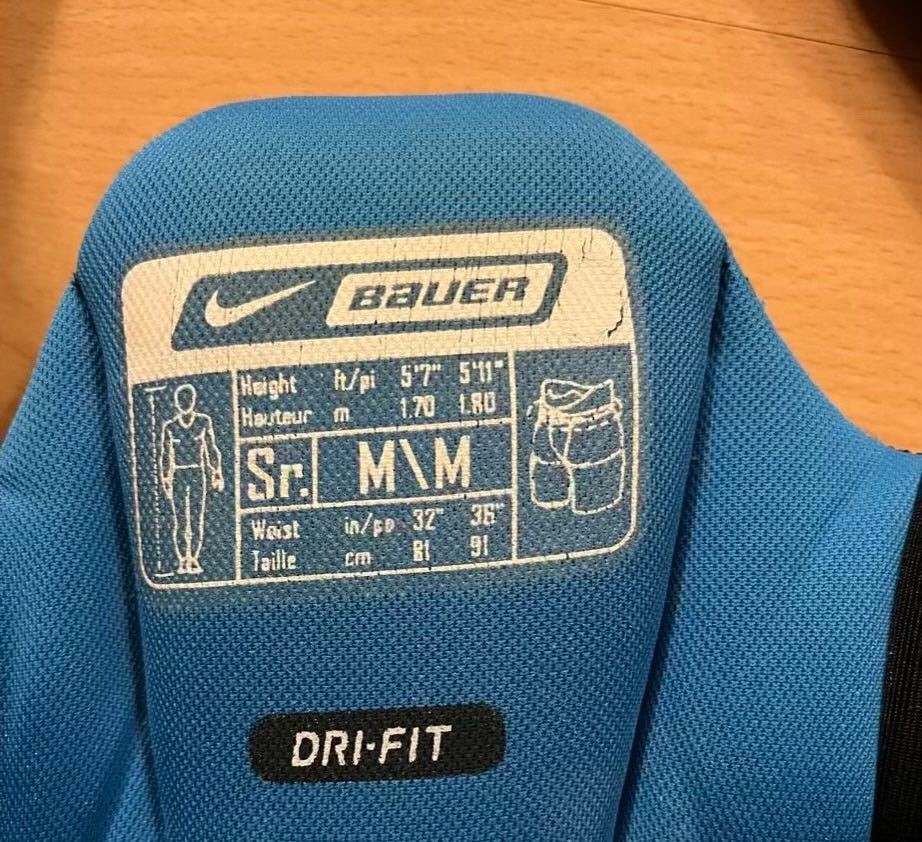 BAUER
Height ft/pi 5'7" 5'11"
Hauteur m 1.70 1.80
Sr. M\M
Waist in/po 32" 36"
Taille cm 81 91
DRI-FIT